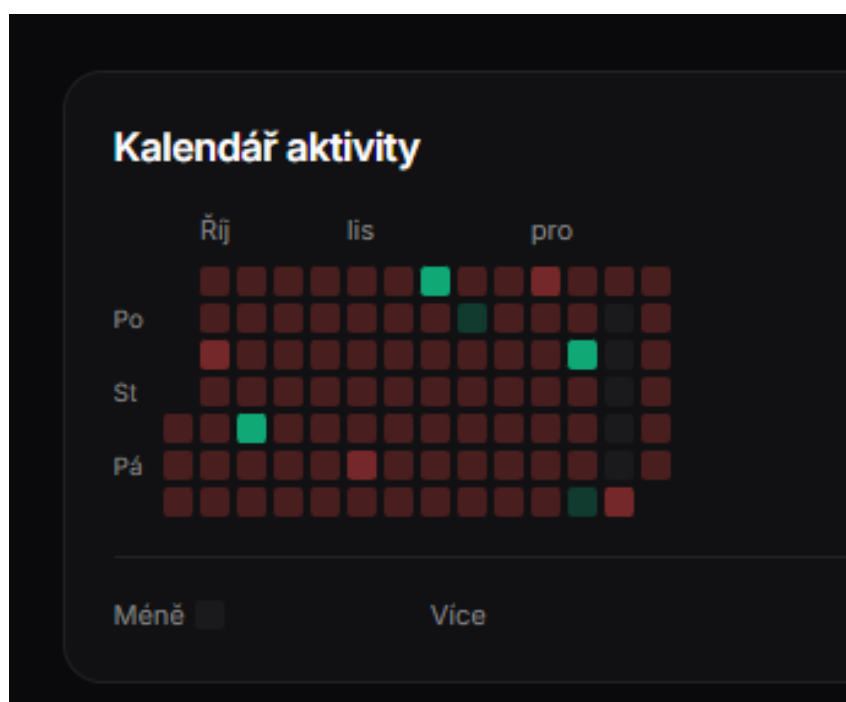 Kalendář aktivity
Říj lis pro
Po
St
Pá
Méně Více